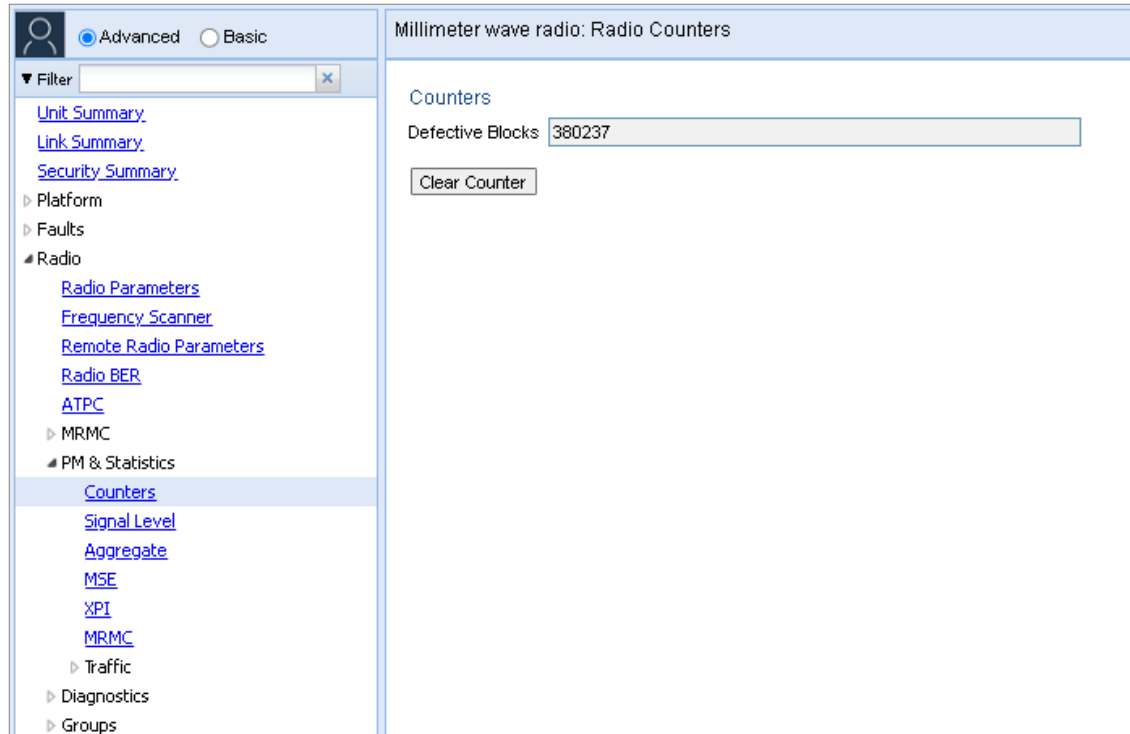 Advanced Basic
Filter
Unit Summary
Link Summary
Security Summary
Platform
Faults
Radio
Radio Parameters
Frequency Scanner
Remote Radio Parameters
Radio BER
ATPC
MRMC
PM & Statistics
Counters
Signal Level
Aggregate
MSE
XPI
MRMC
Traffic
Diagnostics
Groups
Millimeter wave radio: Radio Counters
Counters
Defective Blocks 380237
Clear Counter